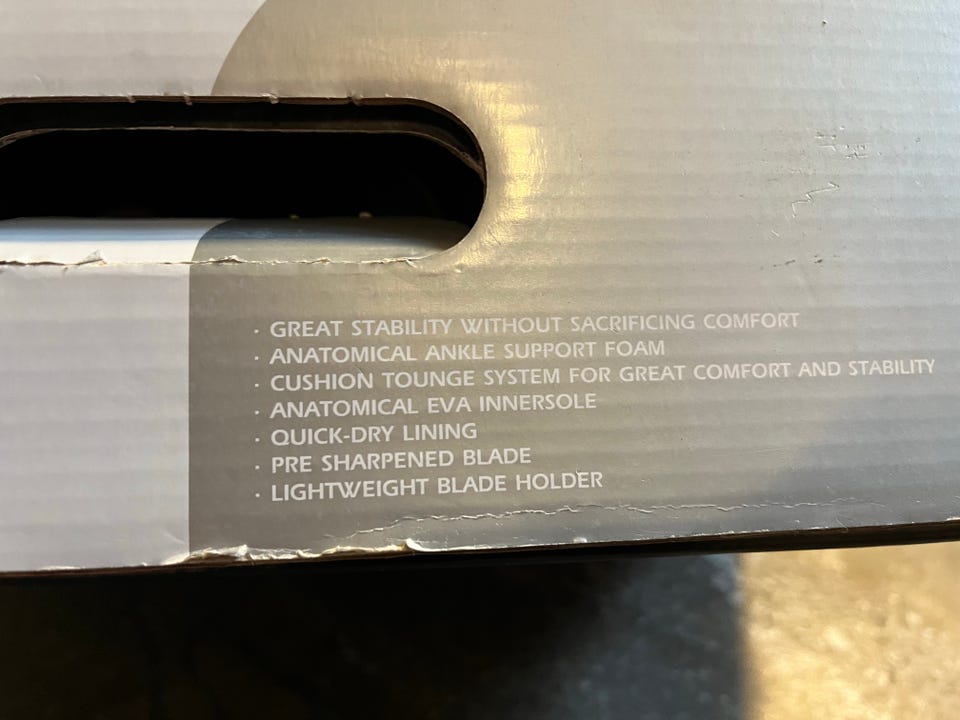 · GREAT STABILITY WITHOUT SACRIFICING COMFORT
· ANATOMICAL ANKLE SUPPORT FOAM
· CUSHION TOUNGE SYSTEM FOR GREAT COMFORT AND STABILITY
· ANATOMICAL EVA INNERSOLE
· QUICK-DRY LINING
· PRE SHARPENED BLADE
· LIGHTWEIGHT BLADE HOLDER